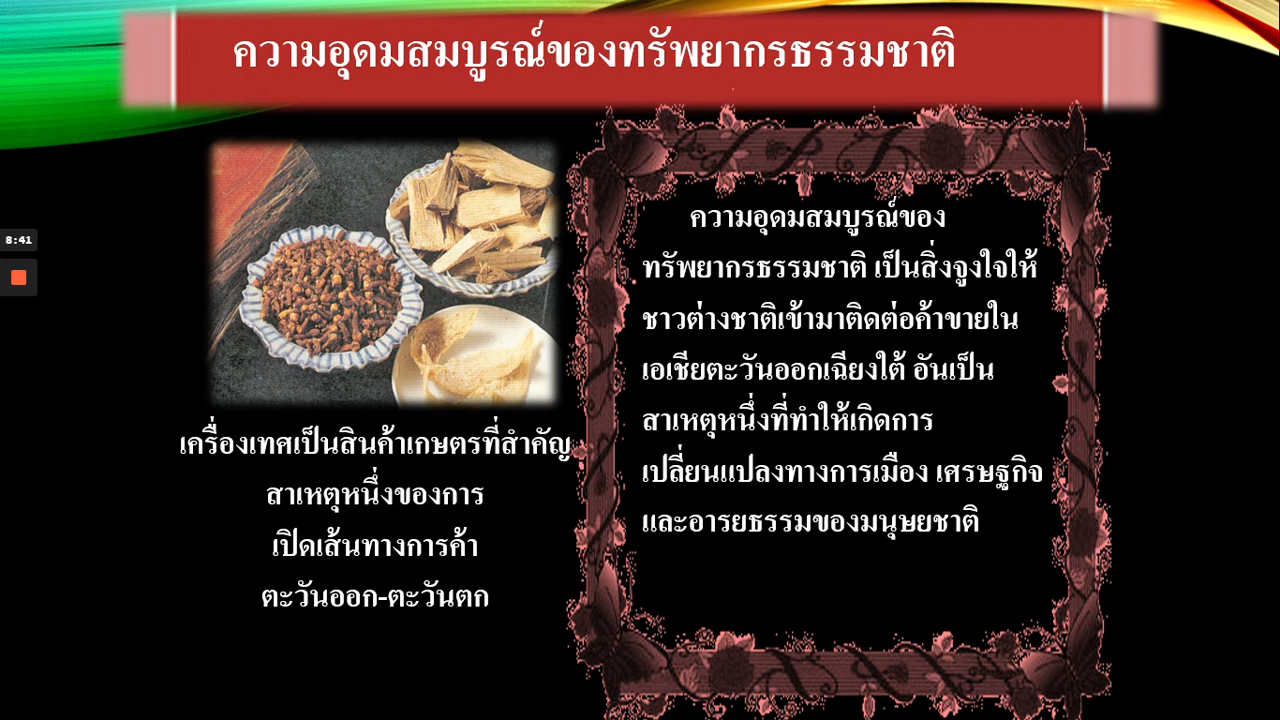 ความอุดมสมบูรณ์ของทรัพยากรธรรมชาติ
8:41
เครื่องเทศเป็นสินค้าเกษตรที่สำคัญ
สาเหตุหนึ่งของการ
เปิดเส้นทางการค้า
ตะวันออก-ตะวันตก
ความอุดมสมบูรณ์ของ
ทรัพยากรธรรมชาติ เป็นสิ่งจูงใจให้
ชาวต่างชาติเข้ามาติดต่อค้าขายใน
เอเชียตะวันออกเฉียงใต้ อันเป็น
สาเหตุหนึ่งที่ทำให้เกิดการ
เปลี่ยนแปลงทางการเมือง เศรษฐกิจ
และอารยธรรมของมนุษยชาติ